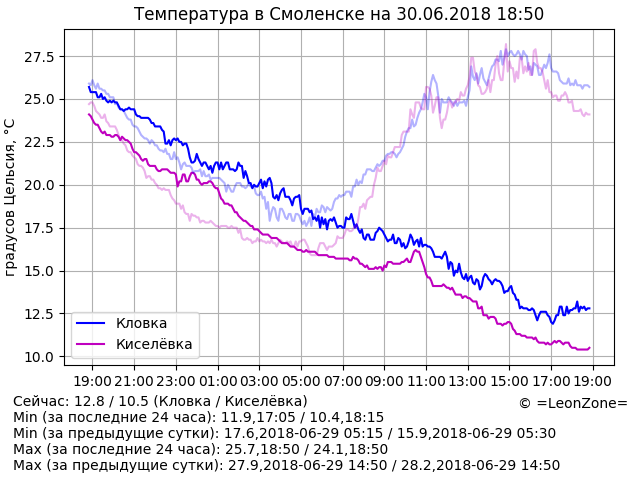 Температура в Смоленске на 30.06.2018 18:50
градусов Цельсия, °C
27.5
25.0
22.5
20.0
17.5
15.0
12.5
10.0
Кловка
Киселёвка
19:00 21:00 23:00 01:00 03:00 05:00 07:00 09:00 11:00 13:00 15:00 17:00 19:00
Сейчас: 12.8 / 10.5 (Кловка / Киселёвка)
© =LeonZone=
Min (за последние 24 часа): 11.9,17:05 / 10.4,18:15
Min (за предыдущие сутки): 17.6,2018-06-29 05:15 / 15.9,2018-06-29 05:30
Max (за последние 24 часа): 25.7,18:50 / 24.1,18:50
Max (за предыдущие сутки): 27.9,2018-06-29 14:50 / 28.2,2018-06-29 14:50